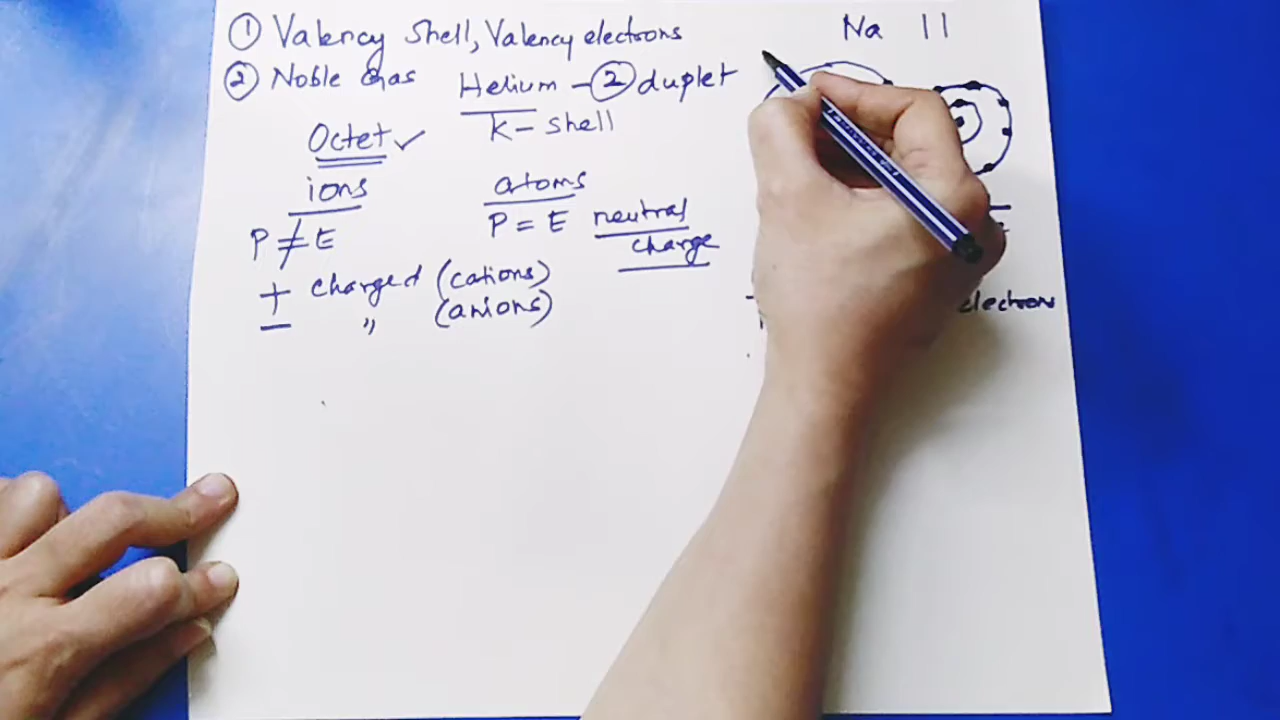 ① Valency Shell, Valency electrons
② Noble Gas
Helium - ② duplet
K - shell
Octet ✓
ions
P ≠ E
+ charged (cations)
- " (anions)
atoms
P = E neutral
charge
Na 11
electron